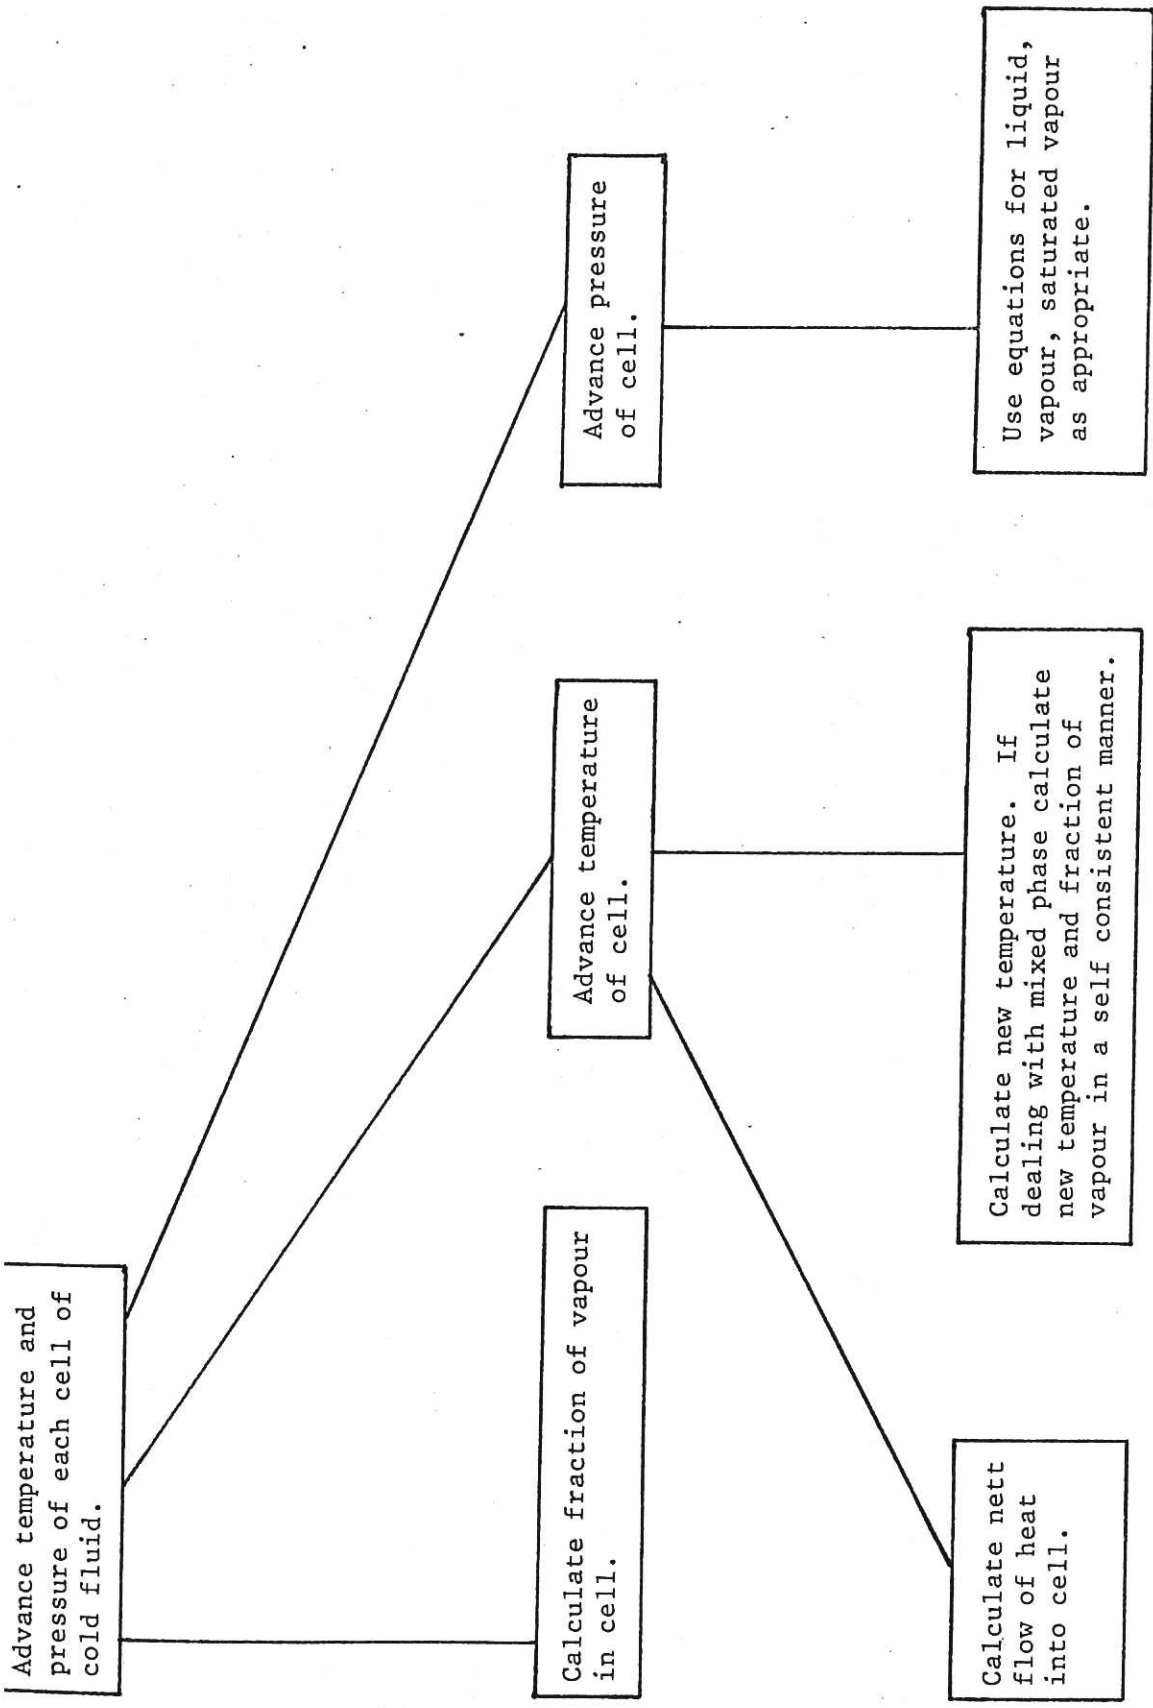 Advance temperature and
pressure of each cell of
cold fluid.
Calculate fraction of vapour
in cell.
Advance temperature
of cell.
Advance pressure
of cell.
Calculate nett
flow of heat
into cell.
Calculate new temperature. If
dealing with mixed phase calculate
new temperature and fraction of
vapour in a self consistent manner.
Use equations for liquid,
vapour, saturated vapour
as appropriate.